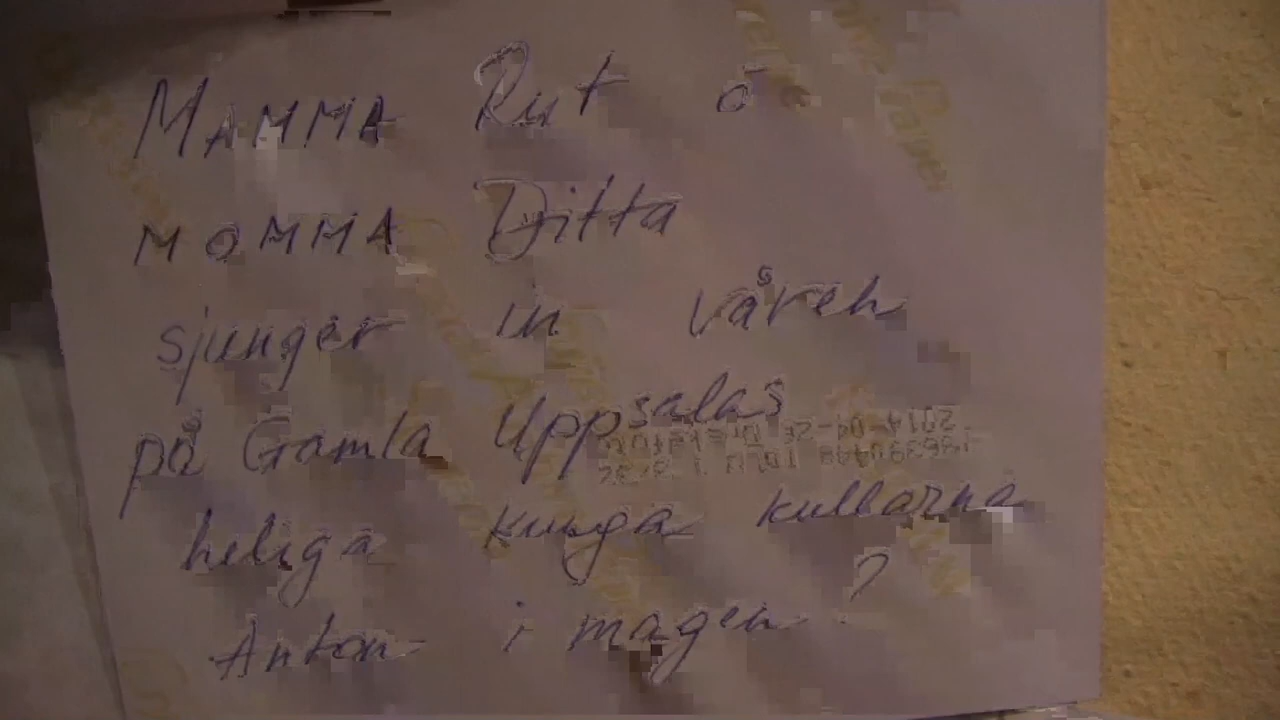 MAMMA Rut ō
MOMMA Ditta
sjunger in våren
på Gamla Uppsalas
heliga Kunga kullarna
Anton i magen ?